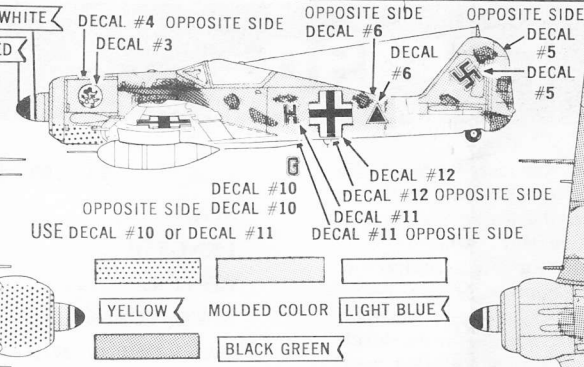 WHITE
ED
DECAL #4 OPPOSITE SIDE
DECAL #3
OPPOSITE SIDE
DECAL #6
DECAL
#6
OPPOSITE SIDE
DECAL
#5
DECAL
#5
H
G
DECAL #12
DECAL #10
DECAL #12 OPPOSITE SIDE
OPPOSITE SIDE DECAL #10
DECAL #11
USE DECAL #10 or DECAL #11
DECAL #11 OPPOSITE SIDE
YELLOW
MOLDED COLOR
LIGHT BLUE
BLACK GREEN